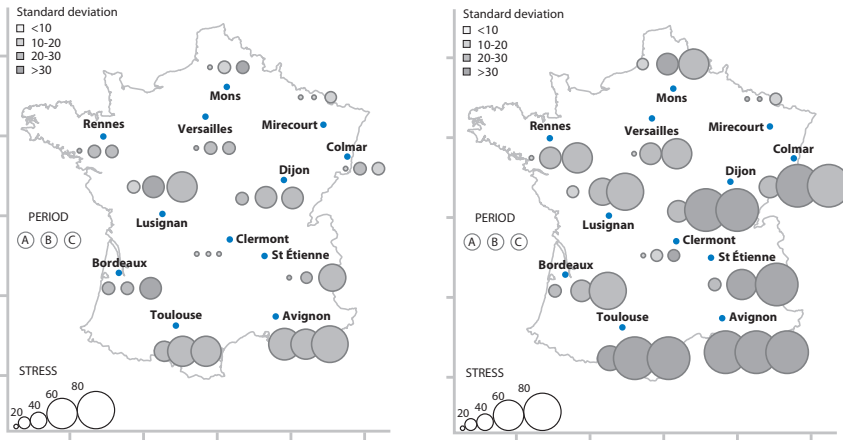 Standard deviation
<10
10-20
20-30
>30
Mons
Rennes
Versailles
Mirecourt
Colmar
Dijon
Lusignan
PERIOD
A B C
Clermont
St Étienne
Bordeaux
Toulouse
Avignon
STRESS
20 40 60 80
Standard deviation
<10
10-20
20-30
>30
Mons
Rennes
Versailles
Mirecourt
Colmar
Dijon
Lusignan
PERIOD
A B C
Clermont
St Étienne
Bordeaux
Toulouse
Avignon
STRESS
20 40 60 80